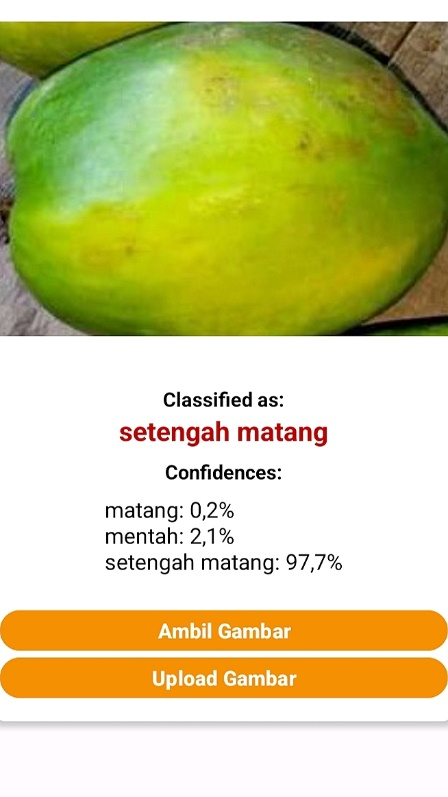 Classified as:
setengah matang
Confidences:
matang: 0,2%
mentah: 2,1%
setengah matang: 97,7%
Ambil Gambar
Upload Gambar